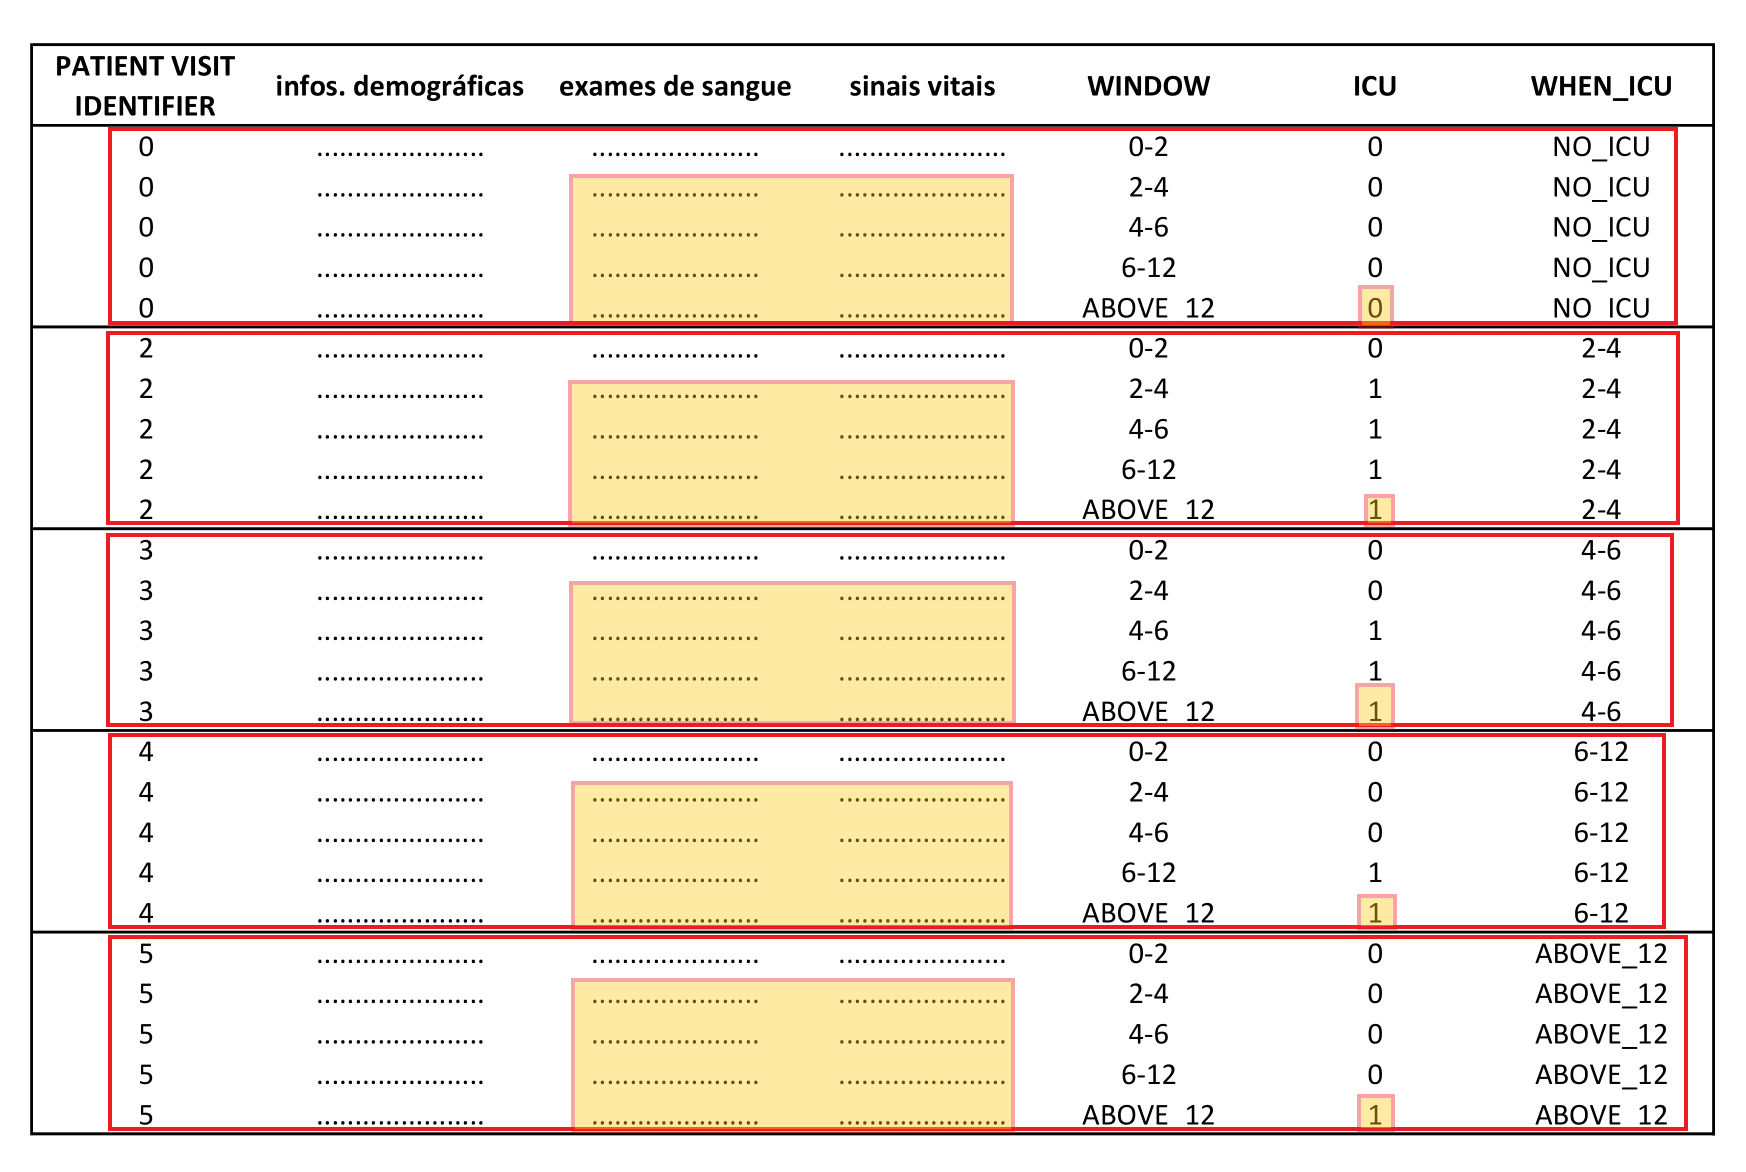 PATIENT VISIT IDENTIFIER infos. demográficas exames de sangue sinais vitais WINDOW ICU WHEN_ICU
0 ...................... ...................... ...................... 0-2 0 NO_ICU
0 ...................... ...................... ...................... 2-4 0 NO_ICU
0 ...................... ...................... ...................... 4-6 0 NO_ICU
0 ...................... ...................... ...................... 6-12 0 NO_ICU
0 ...................... ...................... ...................... ABOVE_12 0 NO_ICU
2 ...................... ...................... ...................... 0-2 0 2-4
2 ...................... ...................... ...................... 2-4 1 2-4
2 ...................... ...................... ...................... 4-6 1 2-4
2 ...................... ...................... ...................... 6-12 1 2-4
2 ...................... ...................... ...................... ABOVE_12 1 2-4
3 ...................... ...................... ...................... 0-2 0 4-6
3 ...................... ...................... ...................... 2-4 0 4-6
3 ...................... ...................... ...................... 4-6 1 4-6
3 ...................... ...................... ...................... 6-12 1 4-6
3 ...................... ...................... ...................... ABOVE_12 1 4-6
4 ...................... ...................... ...................... 0-2 0 6-12
4 ...................... ...................... ...................... 2-4 0 6-12
4 ...................... ...................... ...................... 4-6 0 6-12
4 ...................... ...................... ...................... 6-12 1 6-12
4 ...................... ...................... ...................... ABOVE_12 1 6-12
5 ...................... ...................... ...................... 0-2 0 ABOVE_12
5 ...................... ...................... ...................... 2-4 0 ABOVE_12
5 ...................... ...................... ...................... 4-6 0 ABOVE_12
5 ...................... ...................... ...................... 6-12 0 ABOVE_12
5 ...................... ...................... ...................... ABOVE_12 1 ABOVE_12